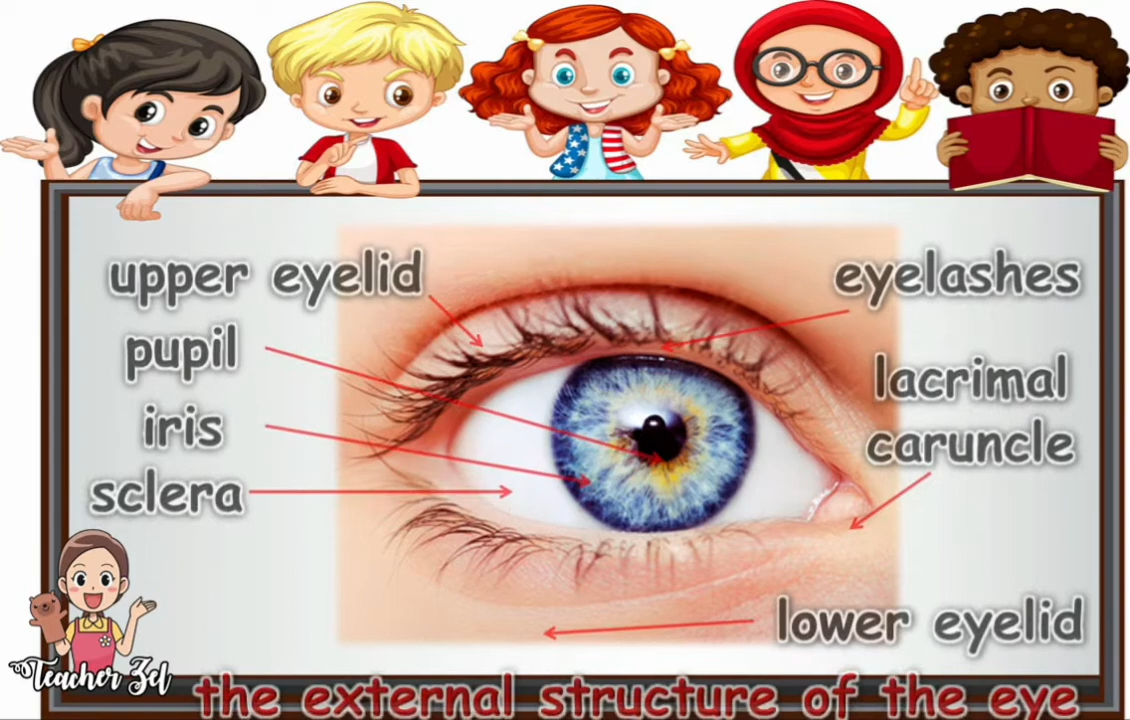 upper eyelid
pupil
iris
sclera
eyelashes
lacrimal
caruncle
lower eyelid
Teacher Zel
the external structure of the eye